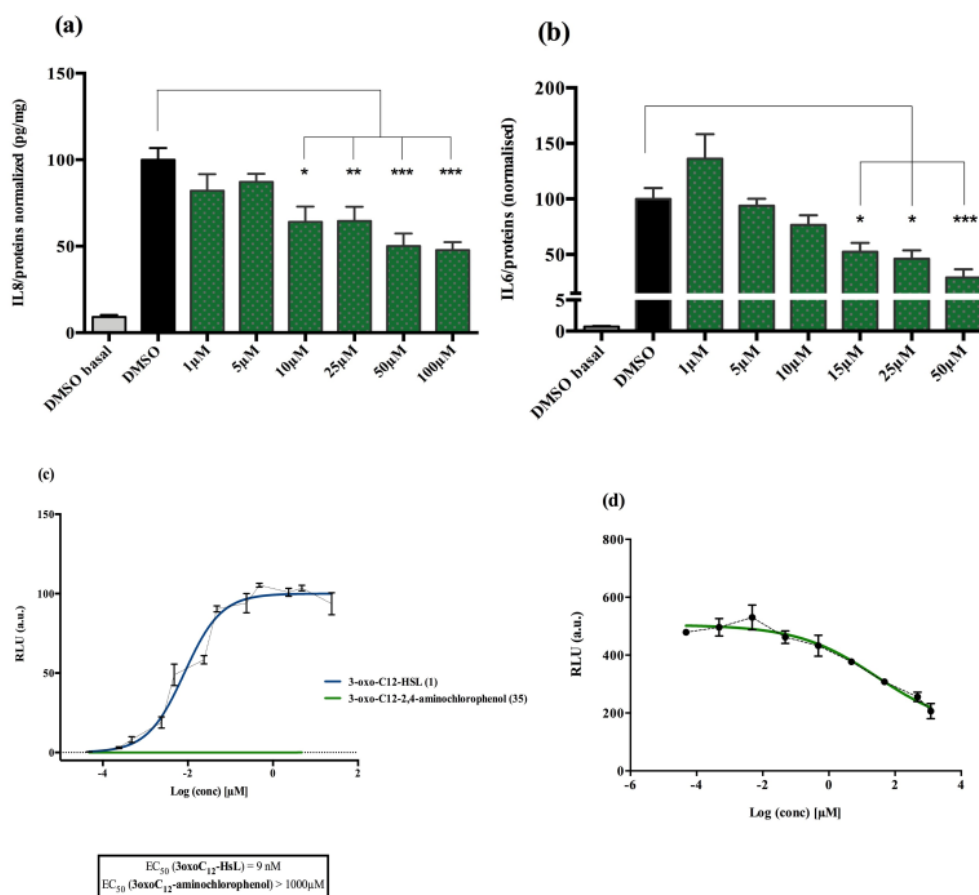 (a)
150
100
50
0
IL8/proteins normalized (pg/mg)
*
**
***
***
DMSO basal
DMSO
1µM
5µM
10µM
25µM
50µM
100µM
(b)
200
150
100
50
5
0
IL6/proteins (normalised)
*
*
***
DMSO basal
DMSO
1µM
5µM
10µM
15µM
25µM
50µM
(c)
150
100
50
0
RLU (a.u.)
3-oxo-C12-HSL (1)
3-oxo-C12-2,4-aminochlorophenol (35)
-4
-2
0
2
Log (conc) [µM]
EC50 (3oxoC12-HsL) = 9 nM
EC50 (3oxoC12-aminochlorophenol) > 1000µM
(d)
800
600
400
200
0
RLU (a.u.)
-6
-4
-2
0
2
4
Log (conc) [µM]